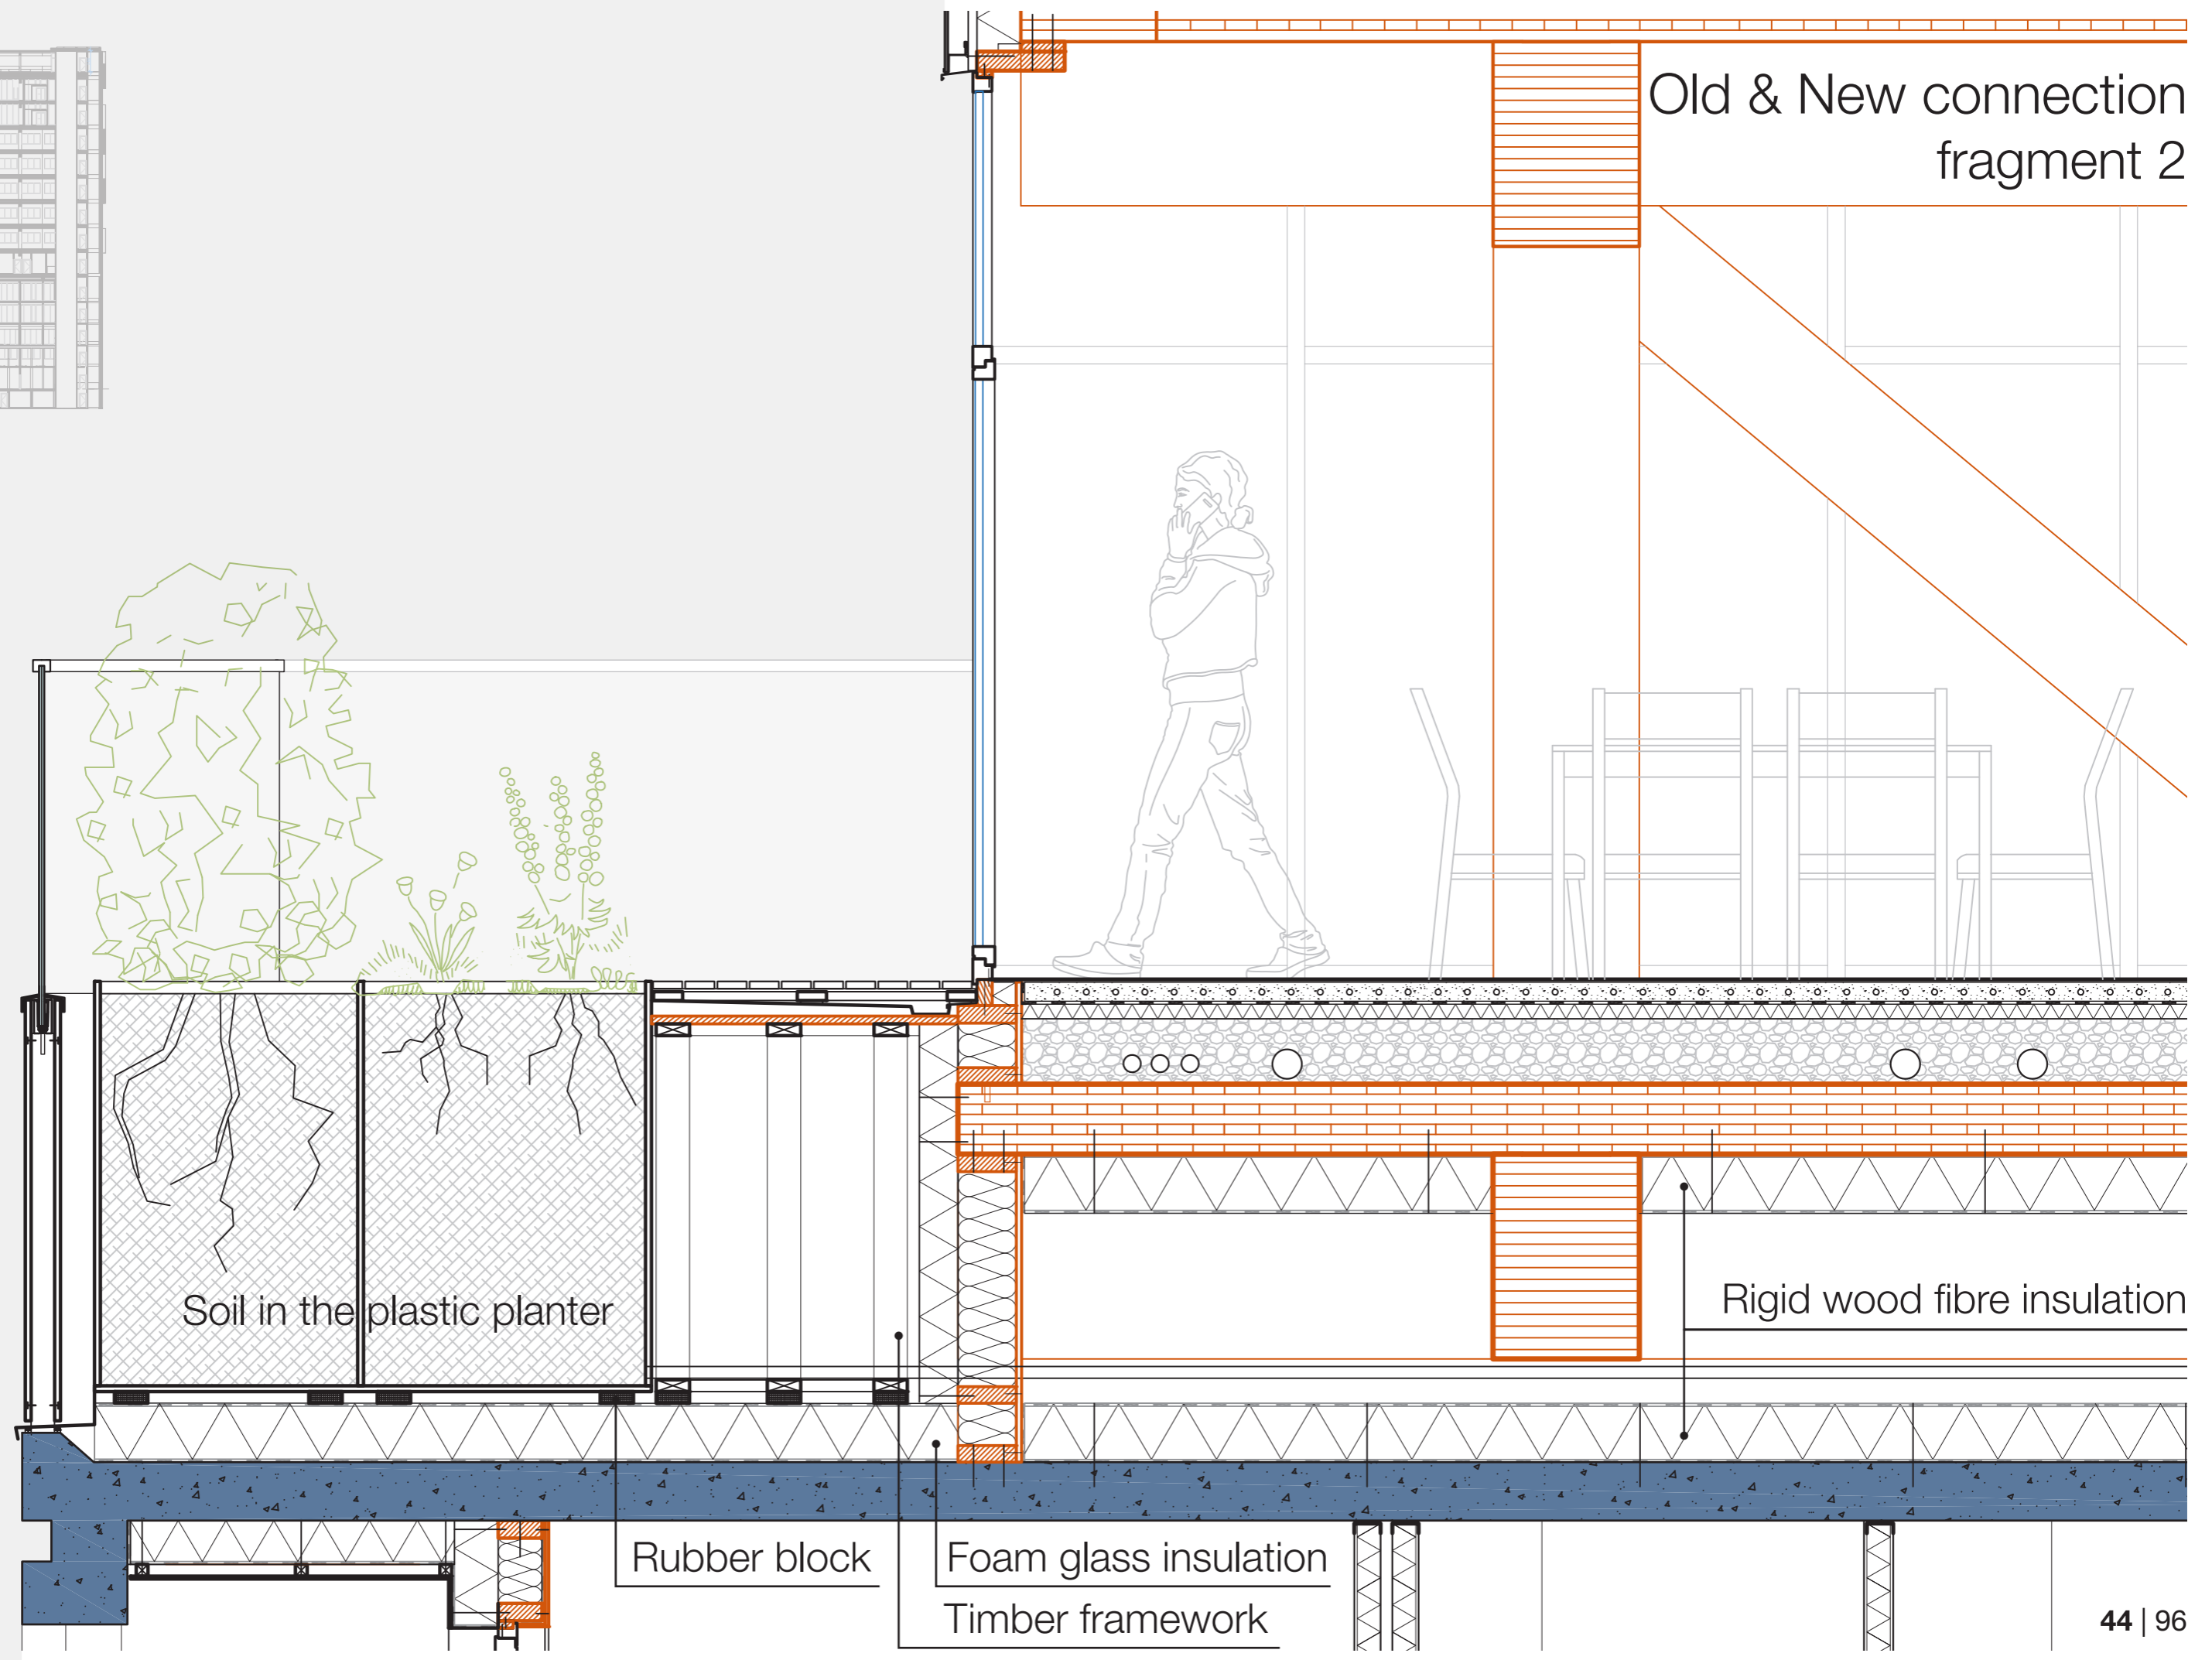 Old & New connection
fragment 2
Soil in the plastic planter
Rigid wood fibre insulation
Rubber block
Foam glass insulation
Timber framework
44 | 96